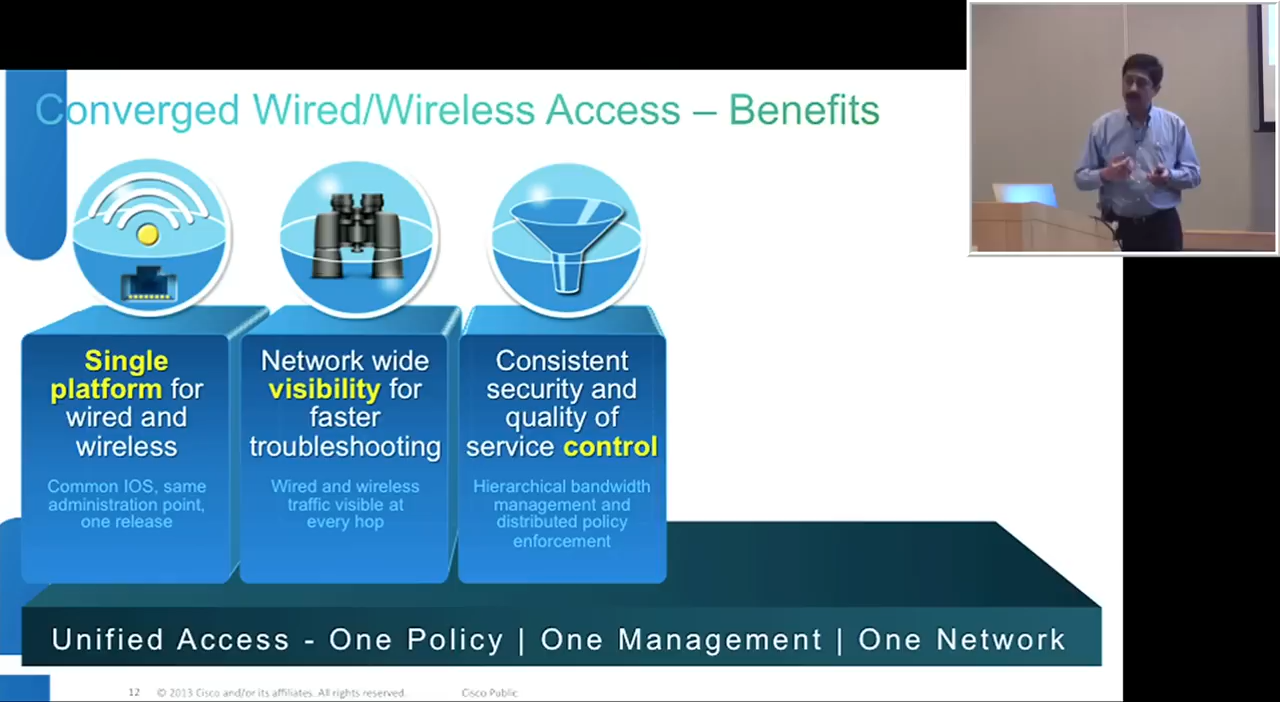 Converged Wired/Wireless Access – Benefits
Single
platform for
wired and
wireless
Common IOS, same
administration point,
one release
Network wide
visibility for
faster
troubleshooting
Wired and wireless
traffic visible at
every hop
Consistent
security and
quality of
service control
Hierarchical bandwidth
management and
distributed policy
enforcement
Unified Access - One Policy | One Management | One Network
12 © 2013 Cisco and/or its affiliates. All rights reserved. Cisco Public